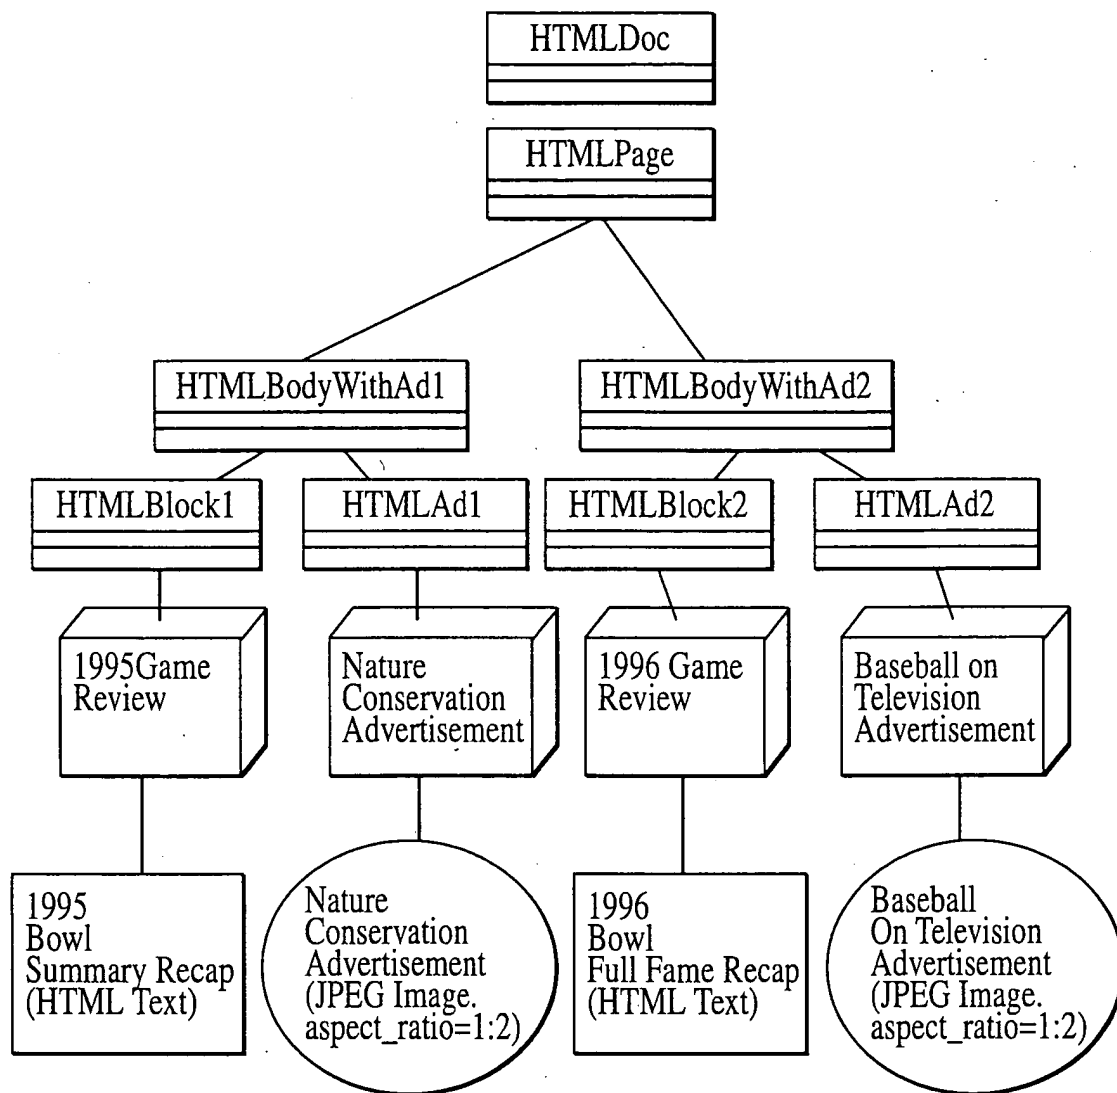 HTMLDoc
HTMLPage
HTMLBodyWithAd1
HTMLBodyWithAd2
HTMLBlock1
HTMLAd1
HTMLBlock2
HTMLAd2
1995Game
Review
Nature
Conservation
Advertisement
1996 Game
Review
Baseball on
Television
Advertisement
1995
Bowl
Summary Recap
(HTML Text)
Nature
Conservation
Advertisement
(JPEG Image.
aspect_ratio=1:2)
1996
Bowl
Full Fame Recap
(HTML Text)
Baseball
On Television
Advertisement
(JPEG Image.
aspect_ratio=1:2)